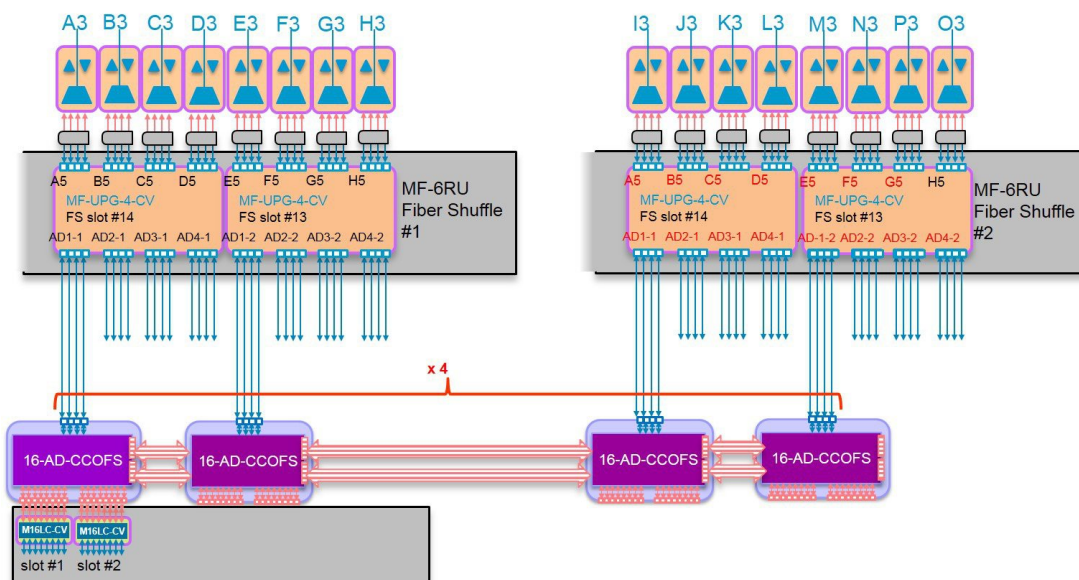 A3 B3 C3 D3 E3 F3 G3 H3
I3 J3 K3 L3 M3 N3 P3 O3
A5 B5 C5 D5 E5 F5 G5 H5
MF-UPG-4-CV
FS slot #14
MF-UPG-4-CV
FS slot #13
AD1-1 AD2-1 AD3-1 AD4-1 AD1-2 AD2-2 AD3-2 AD4-2
MF-6RU
Fiber Shuffle
#1
A5 B5 C5 D5 E5 F5 G5 H5
MF-UPG-4-CV
FS slot #14
MF-UPG-4-CV
FS slot #13
AD1-1 AD2-1 AD3-1 AD4-1 AD-1-2 AD2-2 AD3-2 AD4-2
MF-6RU
Fiber Shuffle
#2
x 4
16-AD-CCOFS 16-AD-CCOFS 16-AD-CCOFS 16-AD-CCOFS
M16LC-CV M16LC-CV
slot #1 slot #2